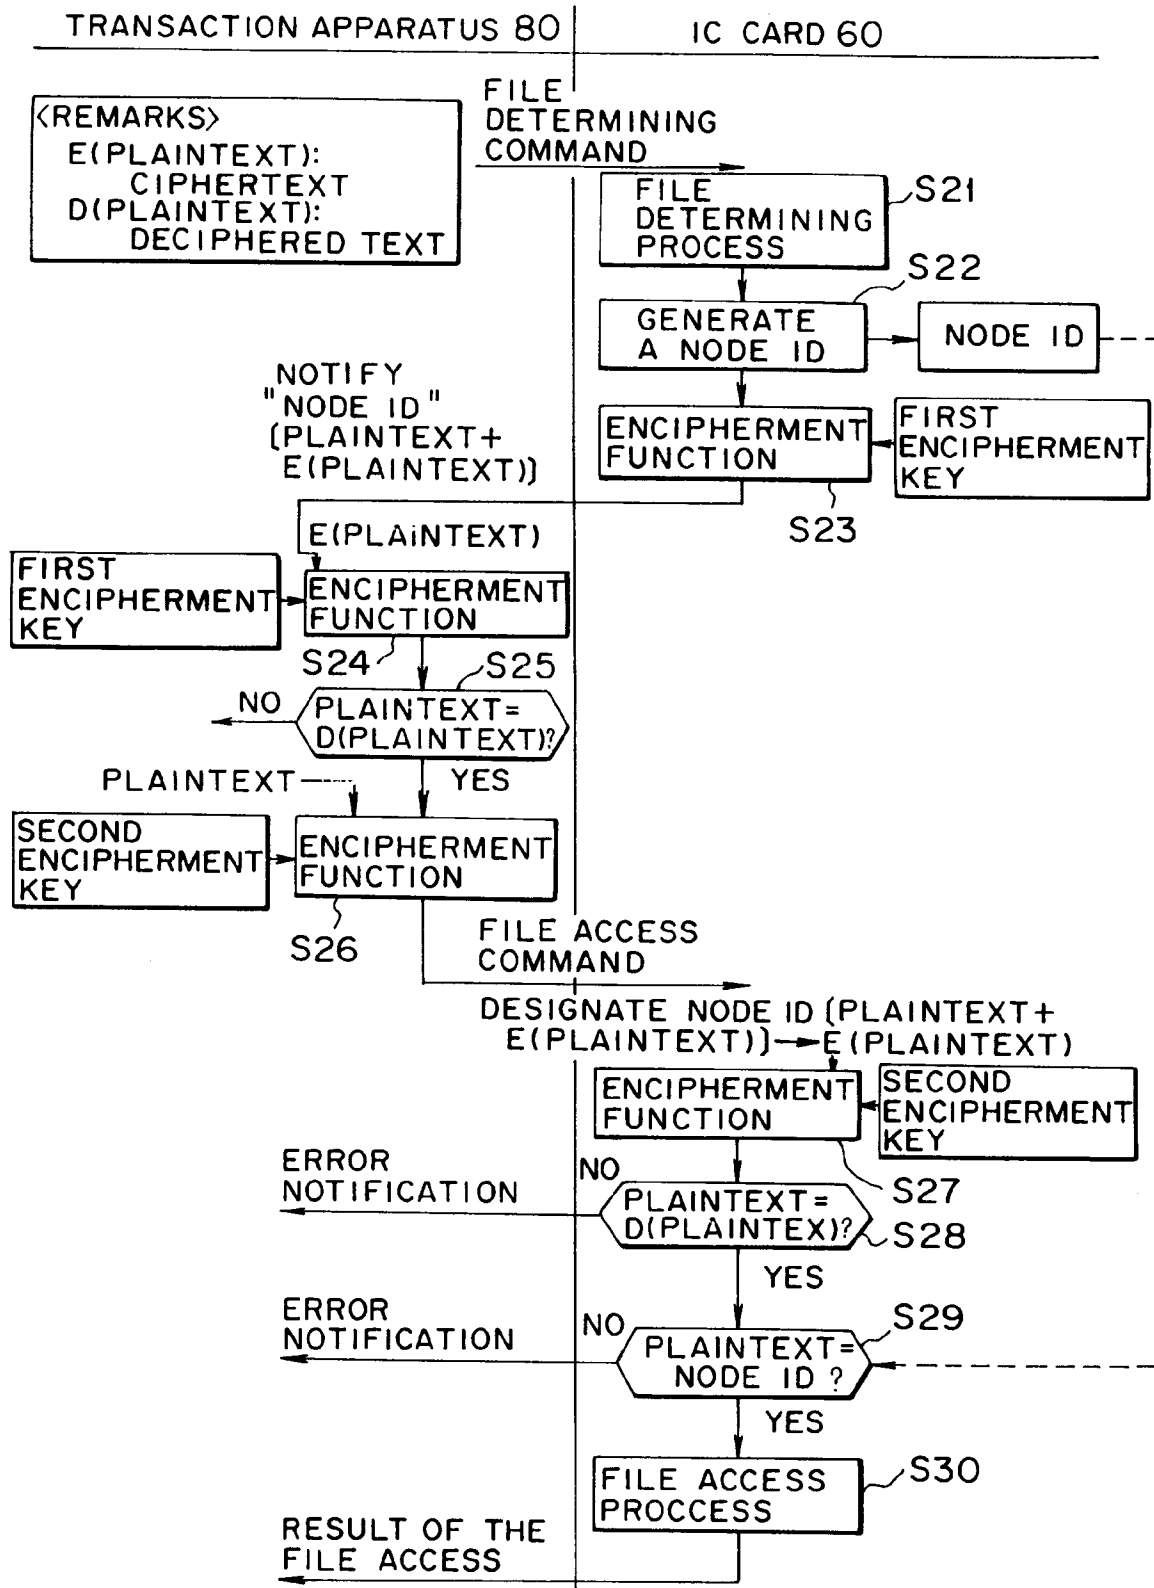 TRANSACTION APPARATUS 80
IC CARD 60
<REMARKS>
E(PLAINTEXT):
CIPHERTEXT
D(PLAINTEXT):
DECIPHERED TEXT
FILE
DETERMINING
COMMAND
FILE
DETERMINING
PROCESS
S21
S22
GENERATE
A NODE ID
NODE ID
NOTIFY
"NODE ID"
[PLAINTEXT+
E(PLAINTEXT)]
ENCIPHERMENT
FUNCTION
FIRST
ENCIPHERMENT
KEY
S23
E(PLAiNTEXT)
FIRST
ENCIPHERMENT
KEY
ENCIPHERMENT
FUNCTION
S24
S25
NO
PLAINTEXT=
D(PLAINTEXT)?
PLAINTEXT
YES
SECOND
ENCIPHERMENT
KEY
ENCIPHERMENT
FUNCTION
S26
FILE ACCESS
COMMAND
DESIGNATE NODE ID [PLAINTEXT+
E(PLAINTEXT)]→E(PLAINTEXT)
ENCIPHERMENT
FUNCTION
SECOND
ENCIPHERMENT
KEY
S27
ERROR
NOTIFICATION
NO
PLAINTEXT=
D(PLAINTEX)?
S28
YES
ERROR
NOTIFICATION
NO
S29
PLAINTEXT=
NODE ID ?
YES
FILE ACCESS
PROCCESS
S30
RESULT OF THE
FILE ACCESS